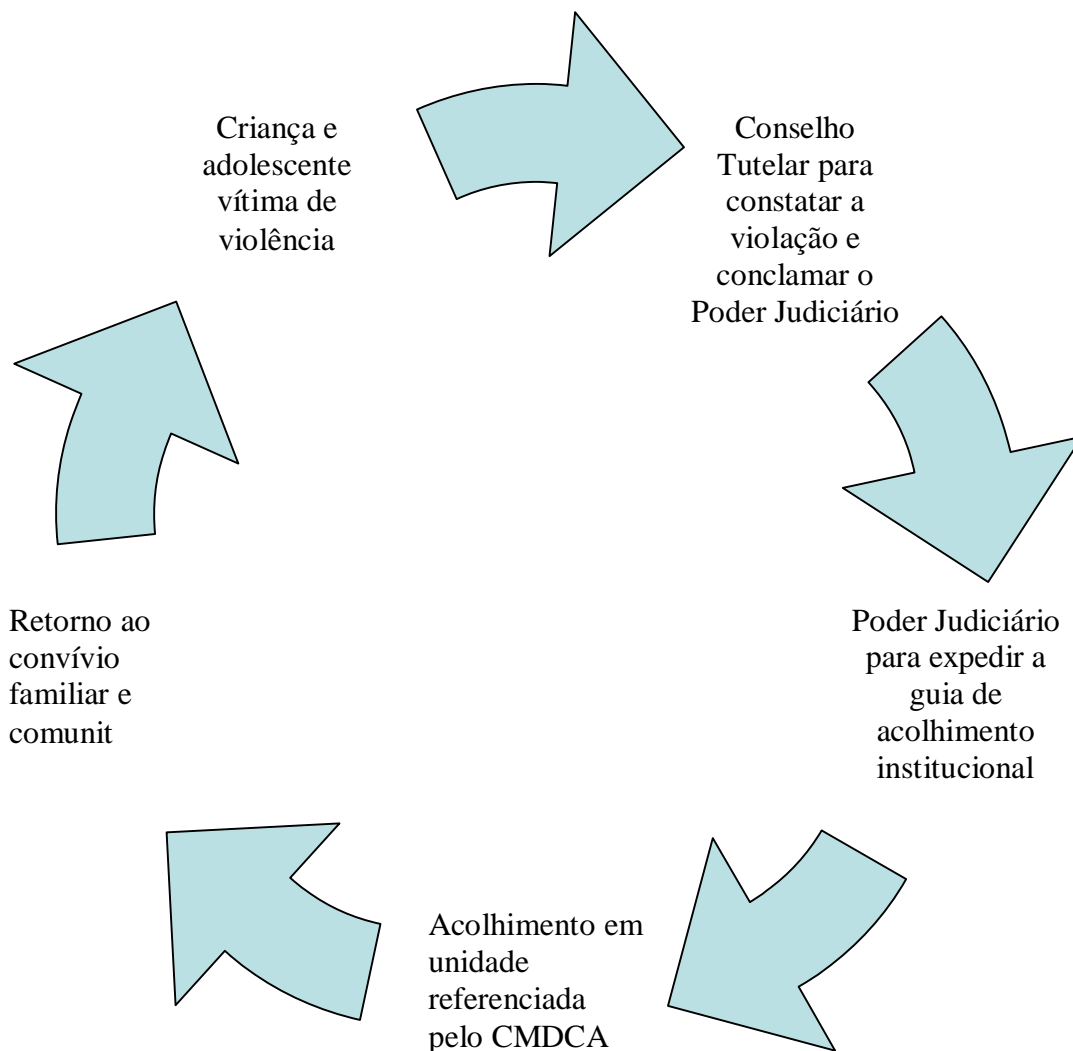 Criança e
adolescente
vítima de
violência
Conselho
Tutelar para
constatar a
violação e
conclamar o
Poder Judiciário
Poder Judiciário
para expedir a
guia de
acolhimento
institucional
Acolhimento em
unidade
referenciada
pelo CMDCA
Retorno ao
convívio
familiar e
comunit